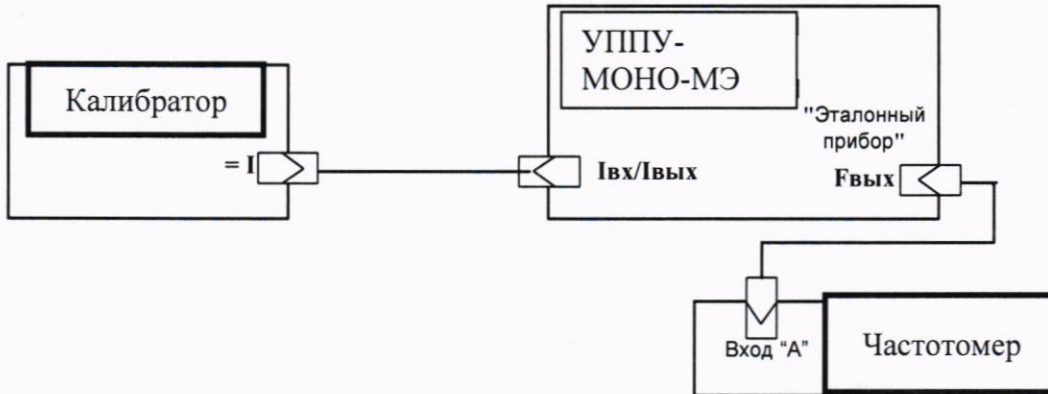 УППУ-
МОНО-МЭ
Калибратор
"Эталонный
прибор"
= I
Iвх/Iвых
Fвых
Вход “А”
Частотомер